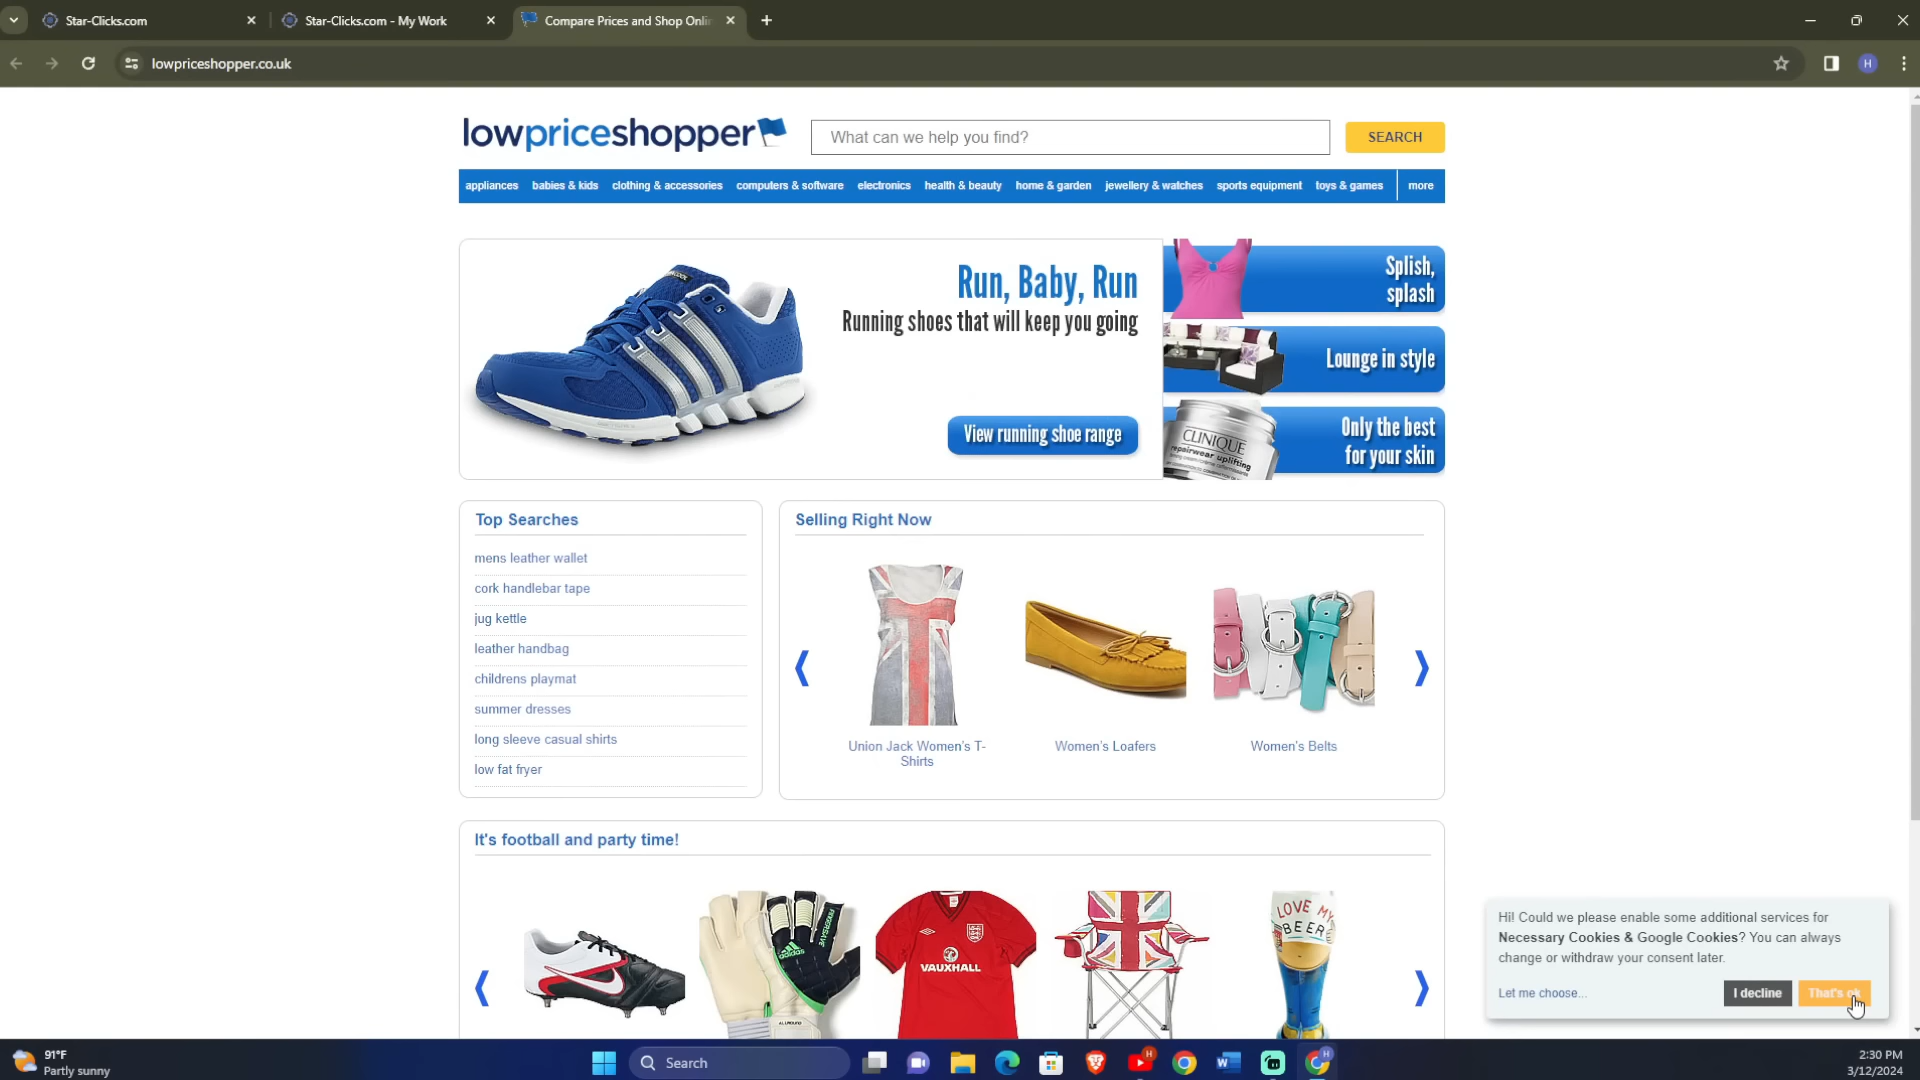 Star-Clicks.com
Star-Clicks.com - My Work
Compare Prices and Shop Onlin
lowpriceshopper.co.uk
H
lowpriceshopper
What can we help you find?
SEARCH
appliances babies & kids clothing & accessories computers & software electronics health & beauty home & garden jewellery & watches sports equipment toys & games more
Run, Baby, Run
Running shoes that will keep you going
View running shoe range
Splish,
splash
Lounge in style
CLINIQUE
repairwear uplifting
Only the best
for your skin
Top Searches
mens leather wallet
cork handlebar tape
jug kettle
leather handbag
childrens playmat
summer dresses
long sleeve casual shirts
low fat fryer
Selling Right Now
Union Jack Women's T-
Shirts
Women's Loafers
Women's Belts
It's football and party time!
adidas
VAUXHALL
I LOVE MY
BEER
Hi! Could we please enable some additional services for
Necessary Cookies & Google Cookies? You can always
change or withdraw your consent later.
Let me choose...
I decline
That's ok
91°F
Partly sunny
Search
2:30 PM
3/12/2024